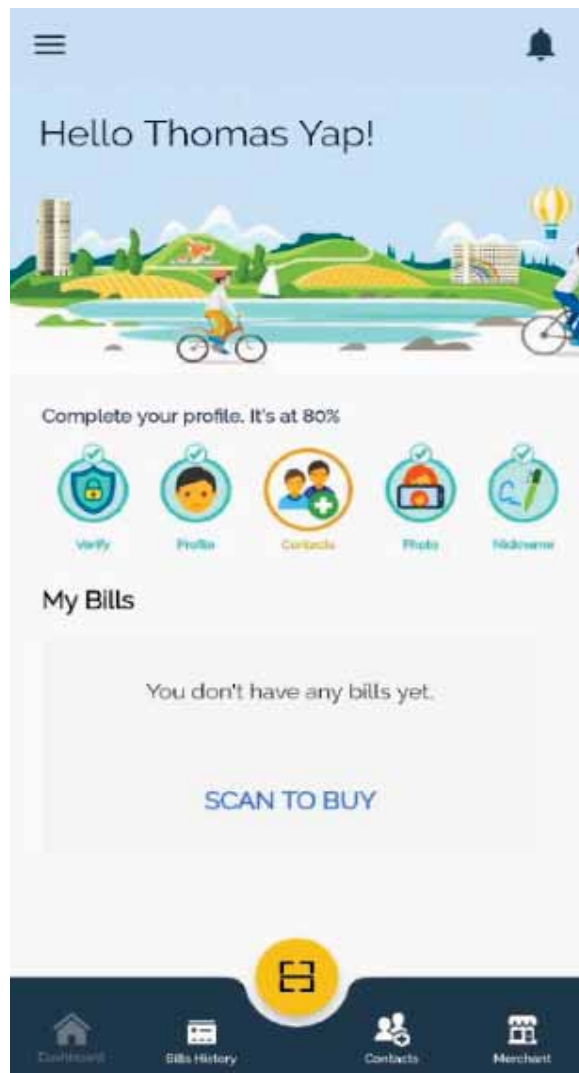 Hello Thomas Yap!
Complete your profile. It's at 80%
Verify Profile Contacts Photo Nickname
My Bills
You don't have any bills yet.
SCAN TO BUY
Dashboard Bills History Contacts Merchant